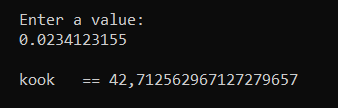 Enter a value:
0.0234123155
kook == 42,712562967127279657